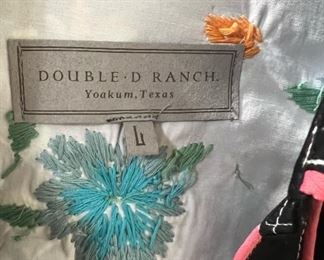 DOUBLE·D RANCH.
Yoakum, Texas
L